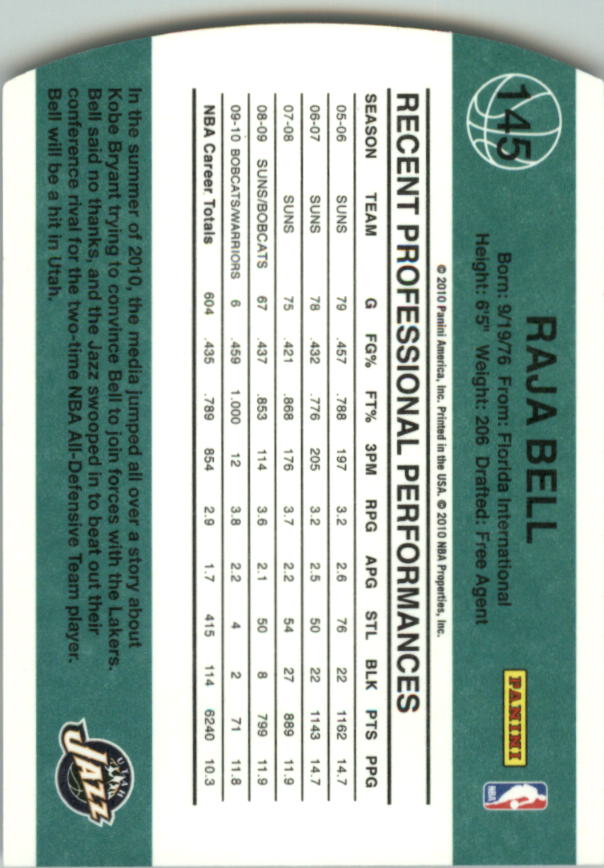 145
RAJA BELL
Born: 9/19/76 From: Florida International
Height: 6'5" Weight: 206 Drafted: Free Agent
PANINI
NBA
© 2010 Panini America, Inc. Printed in the USA. © 2010 NBA Properties, Inc.
RECENT PROFESSIONAL PERFORMANCES
SEASON TEAM G FG% FT% 3PM RPG APG STL BLK PTS PPG
05-06 SUNS 79 .457 .788 197 3.2 2.6 76 22 1162 14.7
06-07 SUNS 78 .432 .776 205 3.2 2.5 50 22 1143 14.7
07-08 SUNS 75 .421 .868 176 3.7 2.2 54 27 889 11.9
08-09 SUNS/BOBCATS 67 .437 .853 114 3.6 2.1 50 8 799 11.9
09-10 BOBCATS/WARRIORS 6 .459 1.000 12 3.8 2.2 4 2 71 11.8
NBA Career Totals 604 .435 .789 854 2.9 1.7 415 114 6240 10.3
In the summer of 2010, the media jumped all over a story about
Kobe Bryant trying to convince Bell to join forces with the Lakers.
Bell said no thanks, and the Jazz swooped in to beat out their
conference rival for the two-time NBA All-Defensive Team player.
Bell will be a hit in Utah.
UTAH
JAZZ